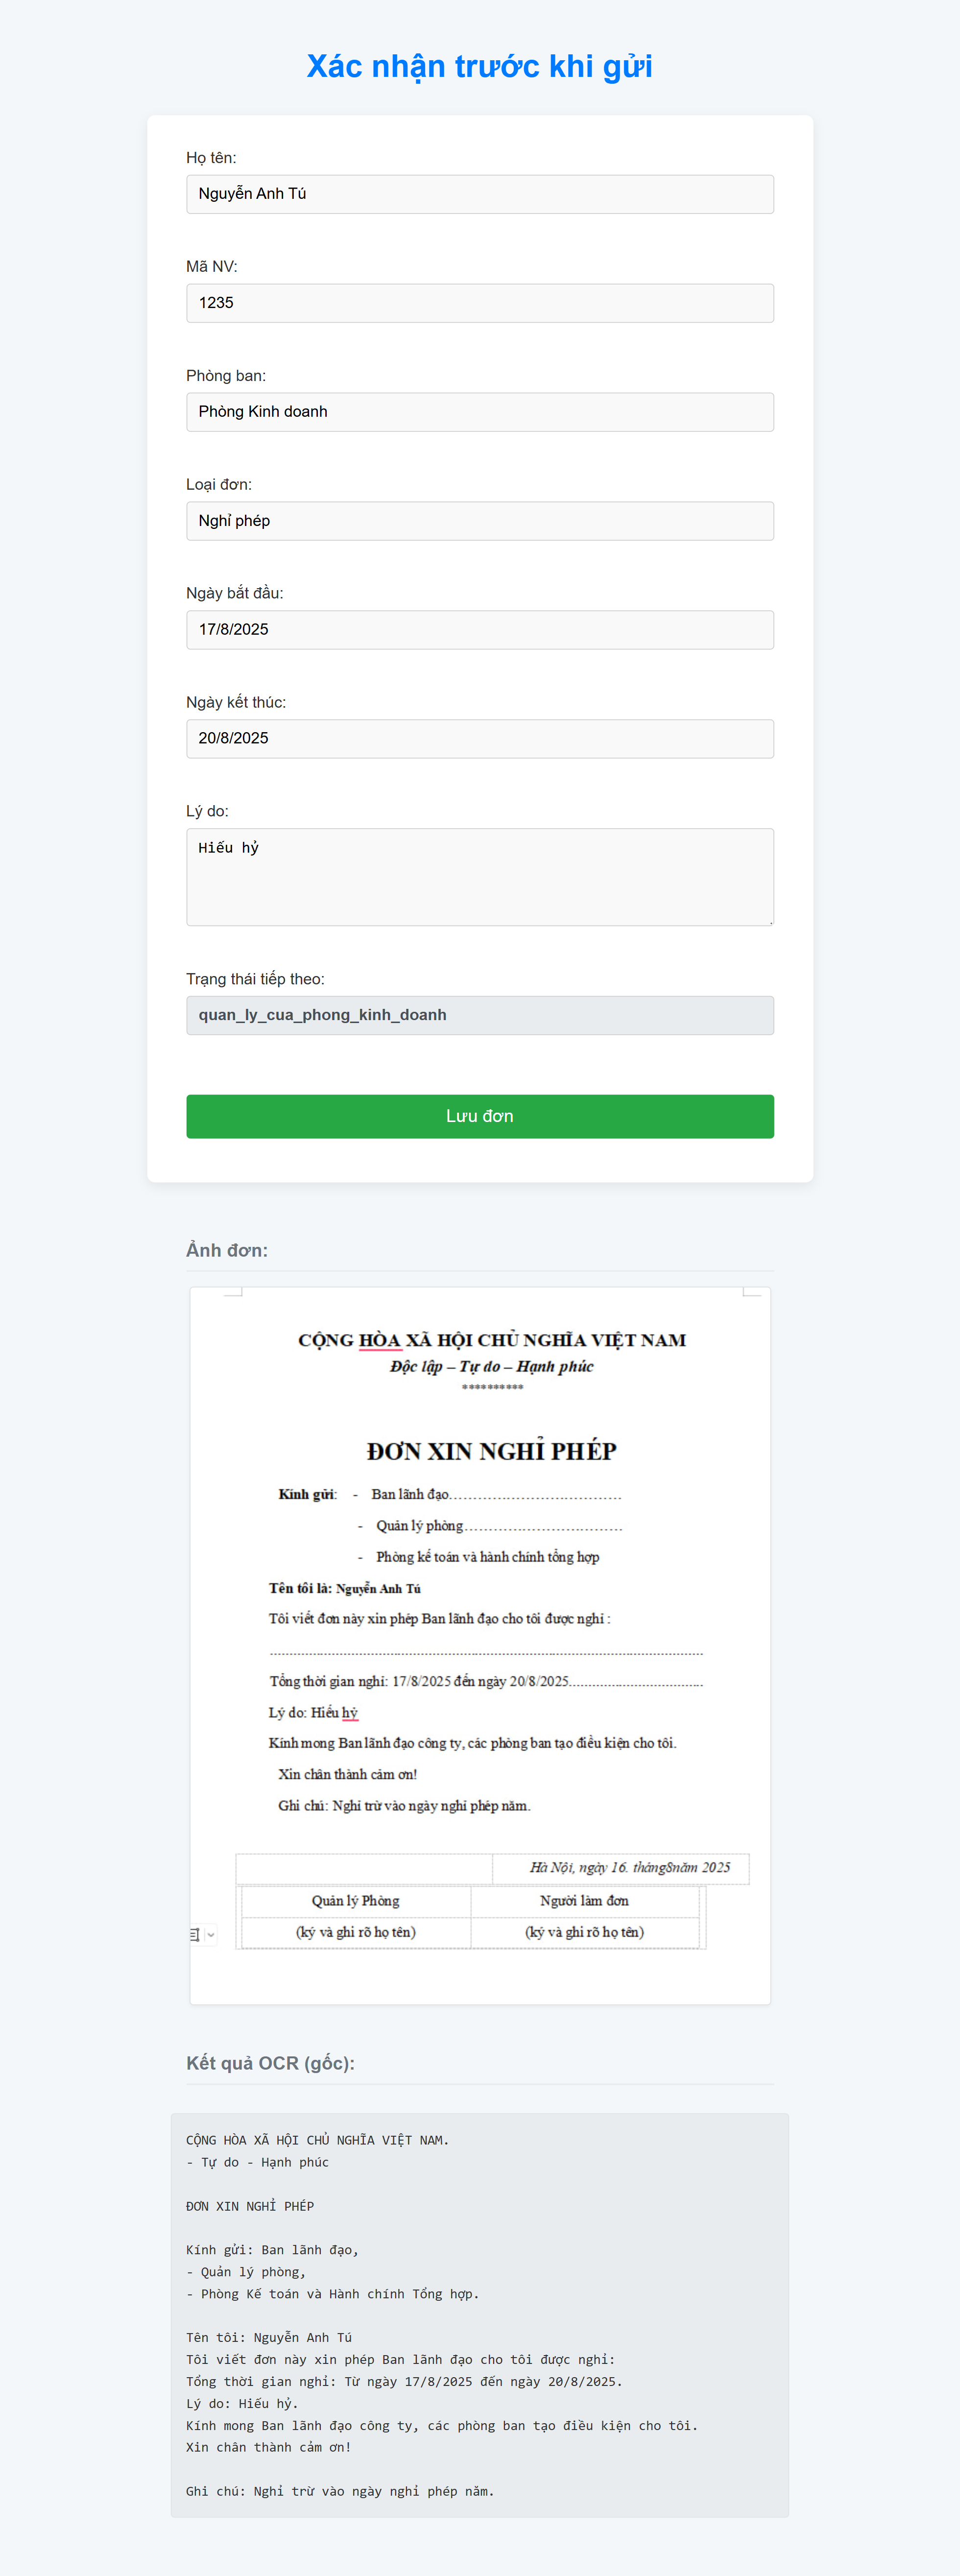 Xác nhận trước khi gửi
Họ tên:
Nguyễn Anh Tú
Mã NV:
1235
Phòng ban:
Phòng Kinh doanh
Loại đơn:
Nghỉ phép
Ngày bắt đầu:
17/8/2025
Ngày kết thúc:
20/8/2025
Lý do:
Hiếu hỷ
Trạng thái tiếp theo:
quan_ly_cua_phong_kinh_doanh
Lưu đơn
Ảnh đơn:
CỘNG HÒA XÃ HỘI CHỦ NGHĨA VIỆT NAM
Độc lập – Tự do – Hạnh phúc
**********
ĐƠN XIN NGHỈ PHÉP
Kính gửi: - Ban lãnh đạo....................................
- Quản lý phòng.................................
- Phòng kế toán và hành chính tổng hợp
Tên tôi là: Nguyễn Anh Tú
Tôi viết đơn này xin phép Ban lãnh đạo cho tôi được nghỉ :
..........................................................................................
Tổng thời gian nghỉ: 17/8/2025 đến ngày 20/8/2025..................................
Lý do: Hiếu hỷ
Kính mong Ban lãnh đạo công ty, các phòng ban tạo điều kiện cho tôi.
Xin chân thành cảm ơn!
Ghi chú: Nghỉ trừ vào ngày nghỉ phép năm.
Hà Nội, ngày 16. tháng8năm 2025
Quản lý Phòng Người làm đơn
(ký và ghi rõ họ tên) (ký và ghi rõ họ tên)
Kết quả OCR (gốc):
CỘNG HÒA XÃ HỘI CHỦ NGHĨA VIỆT NAM.
- Tự do - Hạnh phúc
ĐƠN XIN NGHỈ PHÉP
Kính gửi: Ban lãnh đạo,
- Quản lý phòng,
- Phòng Kế toán và Hành chính Tổng hợp.
Tên tôi: Nguyễn Anh Tú
Tôi viết đơn này xin phép Ban lãnh đạo cho tôi được nghỉ:
Tổng thời gian nghỉ: Từ ngày 17/8/2025 đến ngày 20/8/2025.
Lý do: Hiếu hỷ.
Kính mong Ban lãnh đạo công ty, các phòng ban tạo điều kiện cho tôi.
Xin chân thành cảm ơn!
Ghi chú: Nghỉ trừ vào ngày nghỉ phép năm.